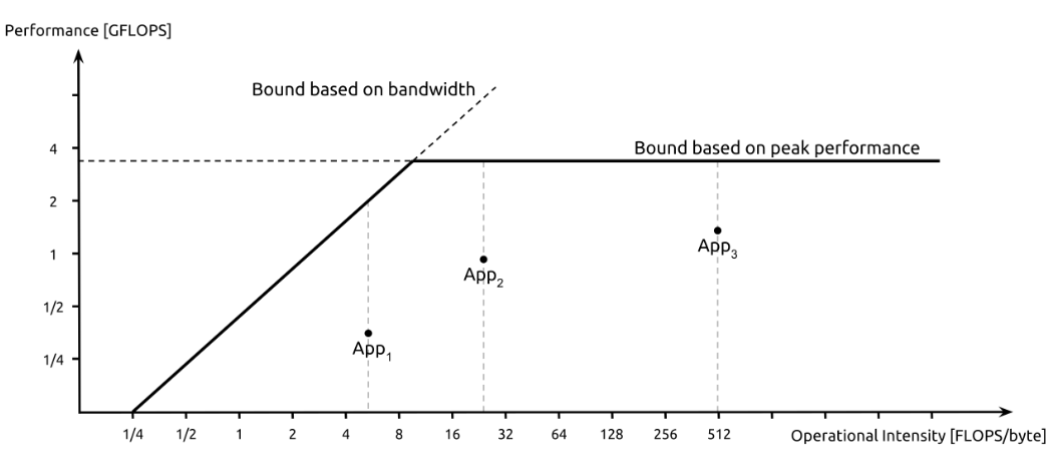 Performance [GFLOPS]
Bound based on bandwidth
4
Bound based on peak performance
2
1
App3
App2
1/2
App1
1/4
1/4 1/2 1 2 4 8 16 32 64 128 256 512 Operational Intensity [FLOPS/byte]